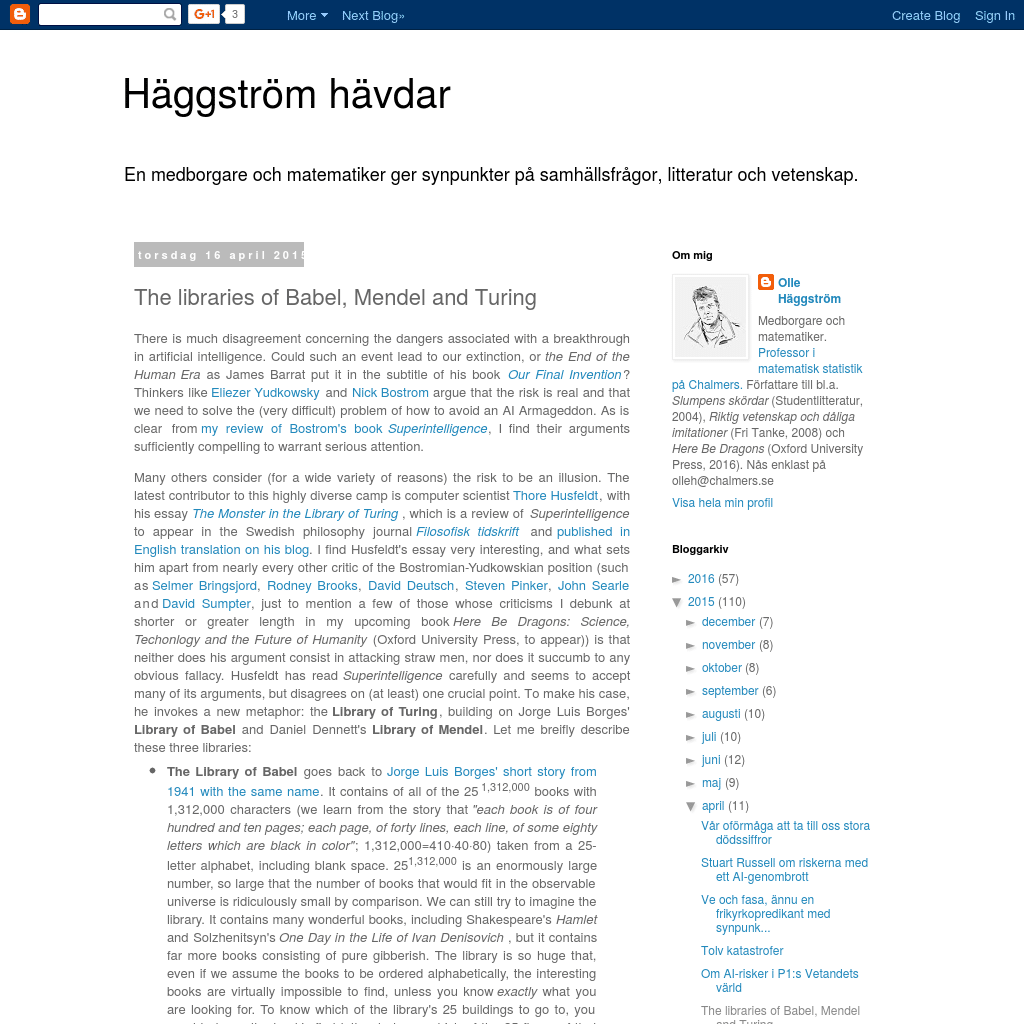 G+1 3 More Next Blog» Create Blog Sign In
Häggström hävdar
En medborgare och matematiker ger synpunkter på samhällsfrågor, litteratur och vetenskap.
torsdag 16 april 2015
The libraries of Babel, Mendel and Turing
There is much disagreement concerning the dangers associated with a breakthrough
in artificial intelligence. Could such an event lead to our extinction, or the End of the
Human Era as James Barrat put it in the subtitle of his book Our Final Invention?
Thinkers like Eliezer Yudkowsky and Nick Bostrom argue that the risk is real and that
we need to solve the (very difficult) problem of how to avoid an AI Armageddon. As is
clear from my review of Bostrom's book Superintelligence, I find their arguments
sufficiently compelling to warrant serious attention.
Many others consider (for a wide variety of reasons) the risk to be an illusion. The
latest contributor to this highly diverse camp is computer scientist Thore Husfeldt, with
his essay The Monster in the Library of Turing , which is a review of Superintelligence
to appear in the Swedish philosophy journal Filosofisk tidskrift and published in
English translation on his blog. I find Husfeldt's essay very interesting, and what sets
him apart from nearly every other critic of the Bostromian-Yudkowskian position (such
as Selmer Bringsjord, Rodney Brooks, David Deutsch, Steven Pinker, John Searle
and David Sumpter, just to mention a few of those whose criticisms I debunk at
shorter or greater length in my upcoming book Here Be Dragons: Science,
Techonlogy and the Future of Humanity (Oxford University Press, to appear)) is that
neither does his argument consist in attacking straw men, nor does it succumb to any
obvious fallacy. Husfeldt has read Superintelligence carefully and seems to accept
many of its arguments, but disagrees on (at least) one crucial point. To make his case,
he invokes a new metaphor: the Library of Turing, building on Jorge Luis Borges'
Library of Babel and Daniel Dennett's Library of Mendel. Let me breifly describe
these three libraries:
• The Library of Babel goes back to Jorge Luis Borges' short story from
1941 with the same name. It contains of all of the 25 1,312,000 books with
1,312,000 characters (we learn from the story that "each book is of four
hundred and ten pages; each page, of forty lines, each line, of some eighty
letters which are black in color"; 1,312,000=410·40·80) taken from a 25-
letter alphabet, including blank space. 25 1,312,000 is an enormously large
number, so large that the number of books that would fit in the observable
universe is ridiculously small by comparison. We can still try to imagine the
library. It contains many wonderful books, including Shakespeare's Hamlet
and Solzhenitsyn's One Day in the Life of Ivan Denisovich , but it contains
far more books consisting of pure gibberish. The library is so huge that,
even if we assume the books to be ordered alphabetically, the interesting
books are virtually impossible to find, unless you know exactly what you
are looking for. To know which of the library's 25 buildings to go to, you
Om mig
Olle
Häggström
Medborgare och
matematiker.
Professor i
matematisk statistik
på Chalmers. Författare till bl.a.
Slumpens skördar (Studentlitteratur,
2004), Riktig vetenskap och dåliga
imitationer (Fri Tanke, 2008) och
Here Be Dragons (Oxford University
Press, 2016). Nås enklast på
olleh@chalmers.se
Visa hela min profil
Bloggarkiv
► 2016 (57)
▼ 2015 (110)
► december (7)
► november (8)
► oktober (8)
► september (6)
► augusti (10)
► juli (10)
► juni (12)
► maj (9)
▼ april (11)
Vår oförmåga att ta till oss stora
dödssiffror
Stuart Russell om riskerna med
ett AI-genombrott
Ve och fasa, ännu en
frikyrkopredikant med
synpunk...
Tolv katastrofer
Om AI-risker i P1:s Vetandets
värld
The libraries of Babel, Mendel
and Turing